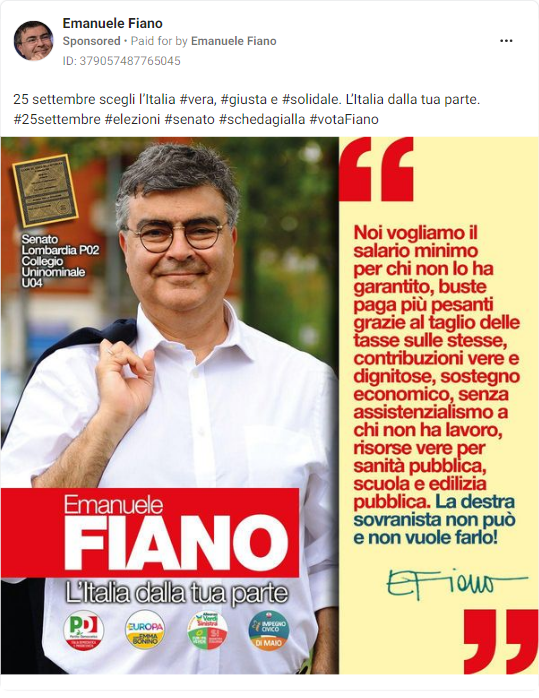 Emanuele Fiano
Sponsored • Paid for by Emanuele Fiano
ID: 379057487765045
25 settembre scegli l'Italia #vera, #giusta e #solidale. L'Italia dalla tua parte.
#25settembre #elezioni #senato #schedagialla #votaFiano
Senato
Lombardia P02
Collegio
Uninominale
U04
“
Noi vogliamo il
salario minimo
per chi non lo ha
garantito, buste
paga più pesanti
grazie al taglio delle
tasse sulle stesse,
contribuzioni vere e
dignitose, sostegno
economico, senza
assistenzialismo a
chi non ha lavoro,
risorse vere per
sanità pubblica,
scuola e edilizia
pubblica. La destra
sovranista non può
e non vuole farlo!
EFiano
”
Emanuele
FIANO
L'Italia dalla tua parte
PD
+EUROPA
EMMA
BONINO
Verdi
Sinistra
SI
IMPEGNO
CIVICO
DI MAIO